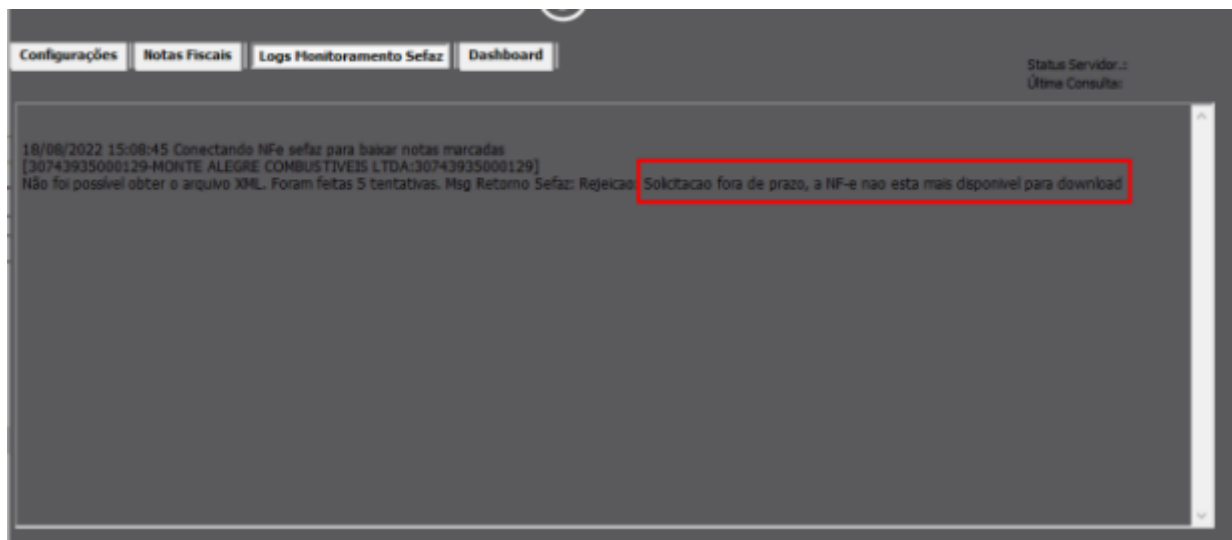 Configurações Notas Fiscais Logs Monitoramento Sefaz Dashboard
Status Servidor..:
Última Consulta:
18/08/2022 15:08:45 Conectando NFe sefaz para baixar notas marcadas
[30743935000129-MONTE ALEGRE COMBUSTIVEIS LTDA:30743935000129]
Não foi possível obter o arquivo XML. Foram feitas 5 tentativas. Msg Retorno Sefaz: Rejeicao: Solicitacao fora de prazo, a NF-e nao esta mais disponivel para download